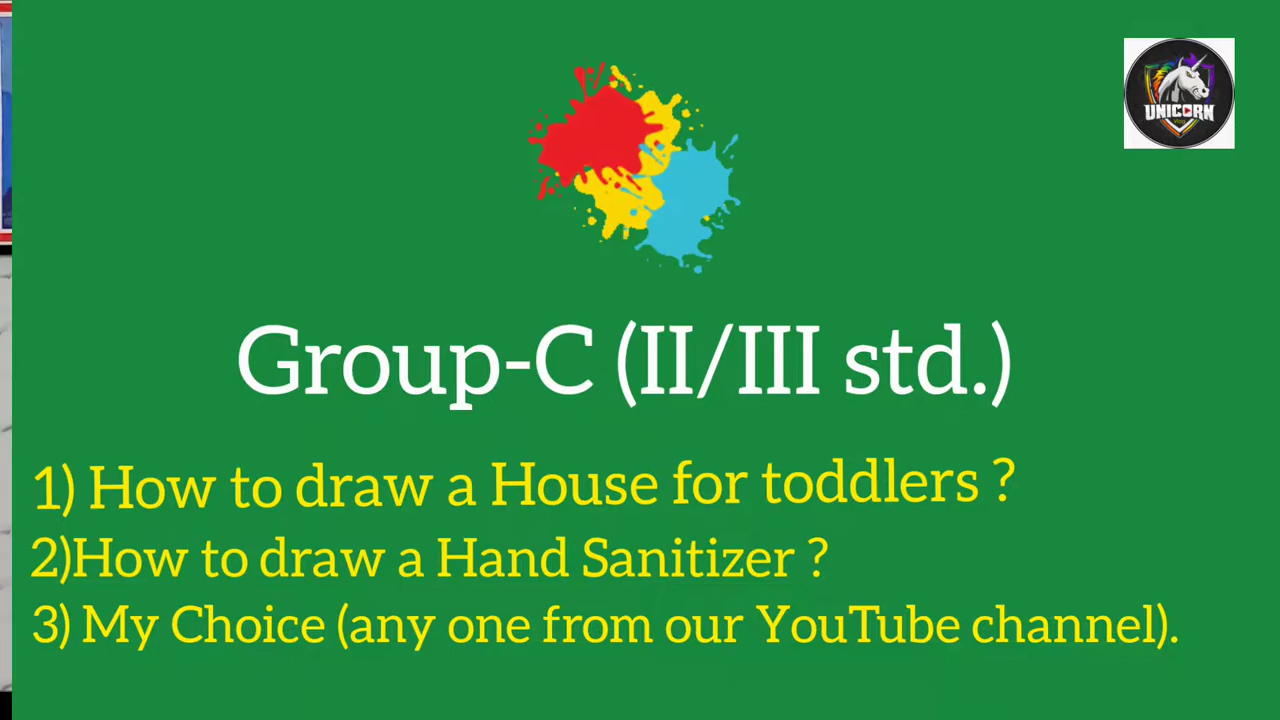 UNICORN
Group-C (II/III std.)
1) How to draw a House for toddlers ?
2)How to draw a Hand Sanitizer ?
3) My Choice (any one from our YouTube channel).